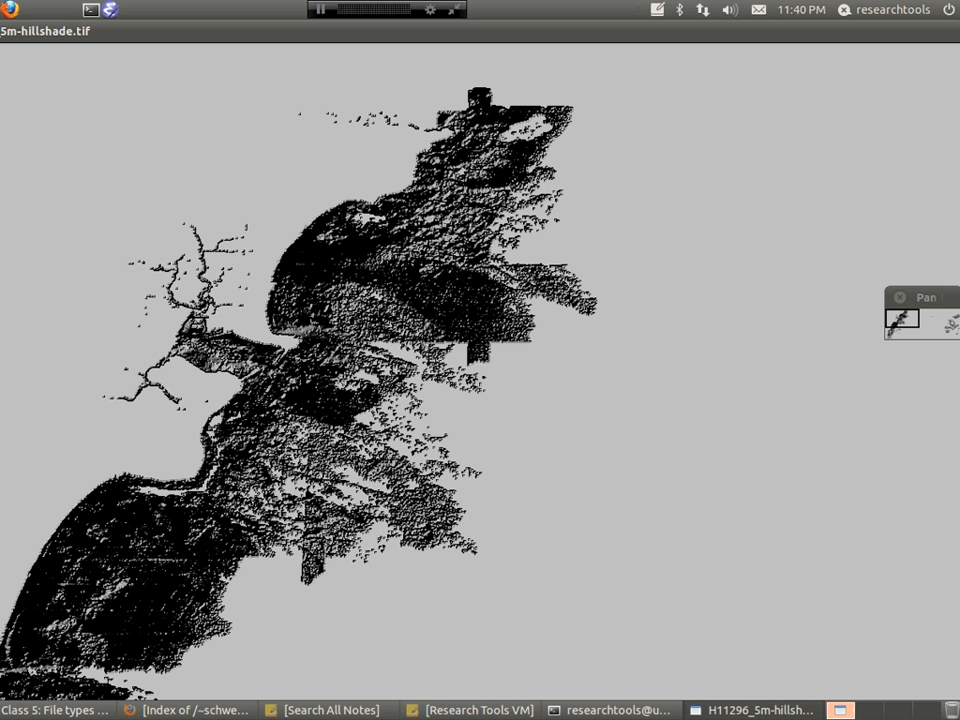 11:40 PM researchtools
5m-hillshade.tif
Pan
Class 5: File types ... [Index of /~schwe... [Search All Notes] [Research Tools VM] researchtools@u... H11296_5m-hillsh...